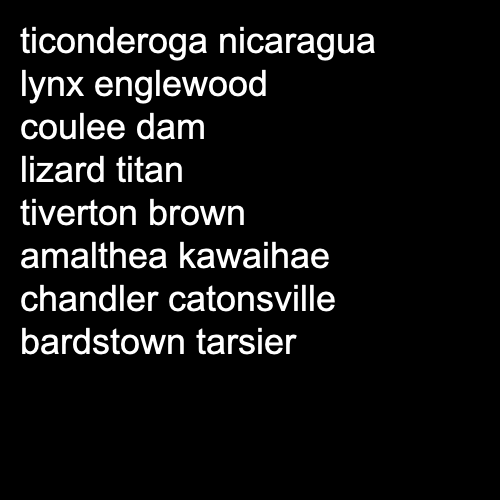 ticonderoga nicaragua
lynx englewood
coulee dam
lizard titan
tiverton brown
amalthea kawaihae
chandler catonsville
bardstown tarsier